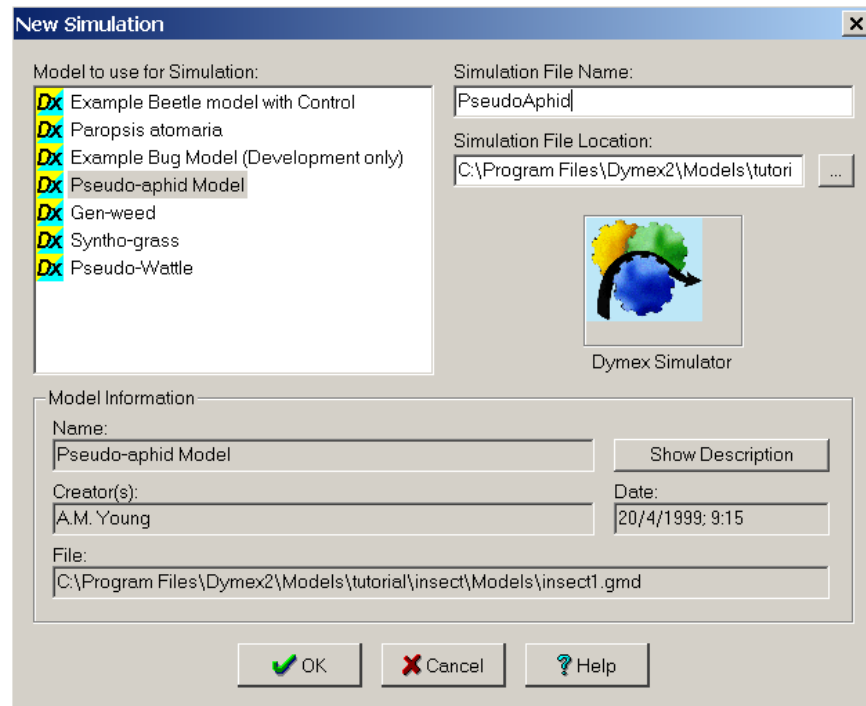 New Simulation
Model to use for Simulation:
Dx Example Beetle model with Control
Dx Paropsis atomaria
Dx Example Bug Model (Development only)
Dx Pseudo-aphid Model
Dx Gen-weed
Dx Syntho-grass
Dx Pseudo-Wattle
Simulation File Name:
PseudoAphid
Simulation File Location:
C:\Program Files\Dymex2\Models\tutori
...
Dymex Simulator
Model Information
Name:
Pseudo-aphid Model
Show Description
Creator(s):
A.M. Young
Date:
20/4/1999; 9:15
File:
C:\Program Files\Dymex2\Models\tutorial\insect\Models\insect1.gmd
OK
Cancel
? Help